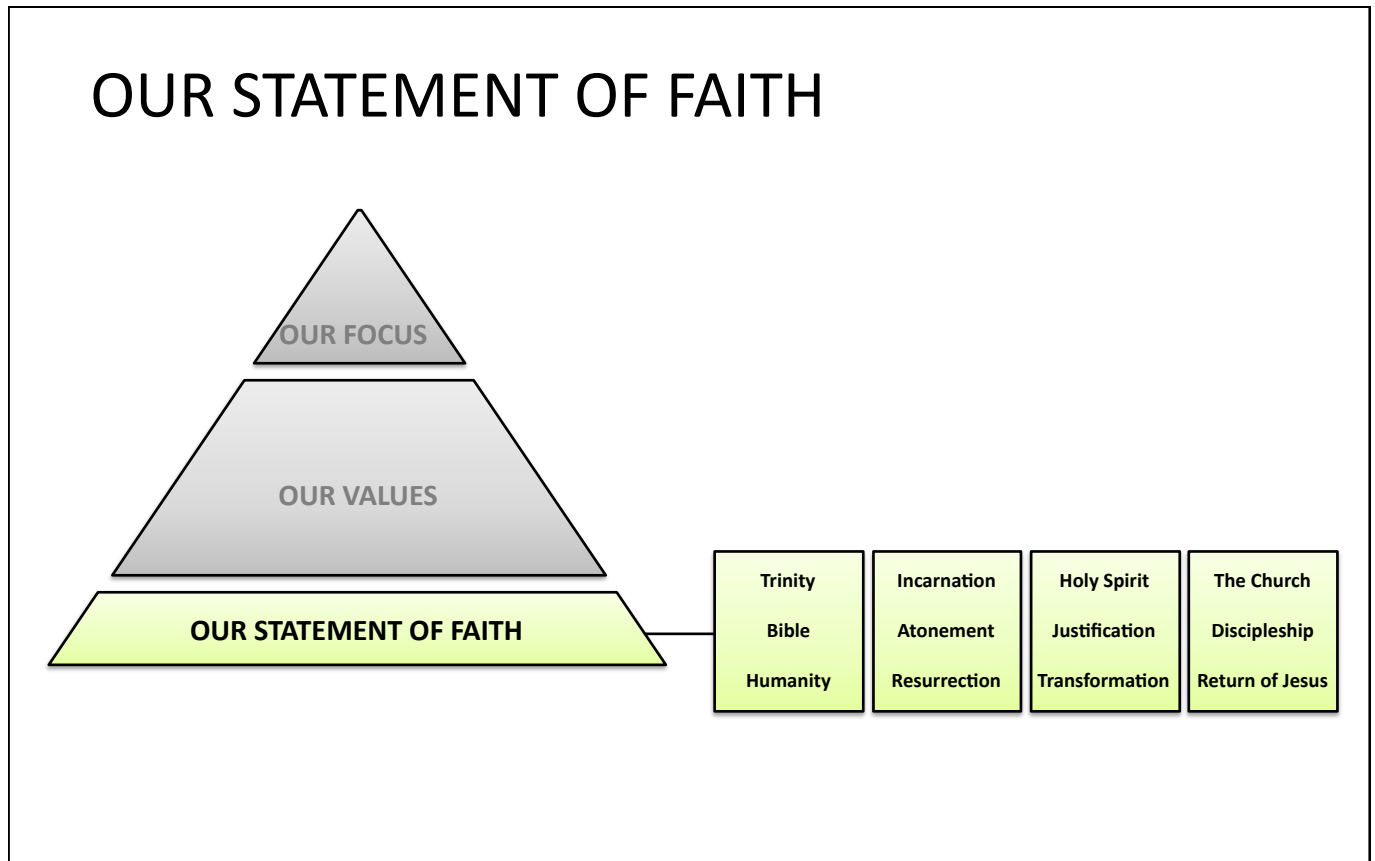 OUR STATEMENT OF FAITH
OUR FOCUS
OUR VALUES
OUR STATEMENT OF FAITH
Trinity
Bible
Humanity
Incarnation
Atonement
Resurrection
Holy Spirit
Justification
Transformation
The Church
Discipleship
Return of Jesus